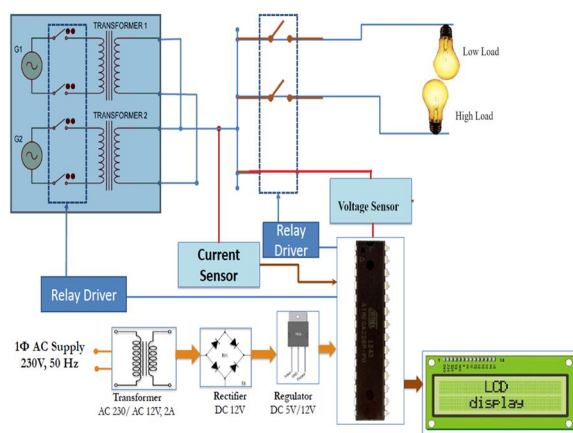 TRANSFORMER 1
G1
TRANSFORMER 2
G2
Low Load
High Load
Voltage Sensor
Relay
Driver
Current
Sensor
Relay Driver
1Φ AC Supply
230V, 50 Hz
Transformer
AC 230/ AC 12V, 2A
Rectifier
DC 12V
Regulator
DC 5V/12V
LCD
display